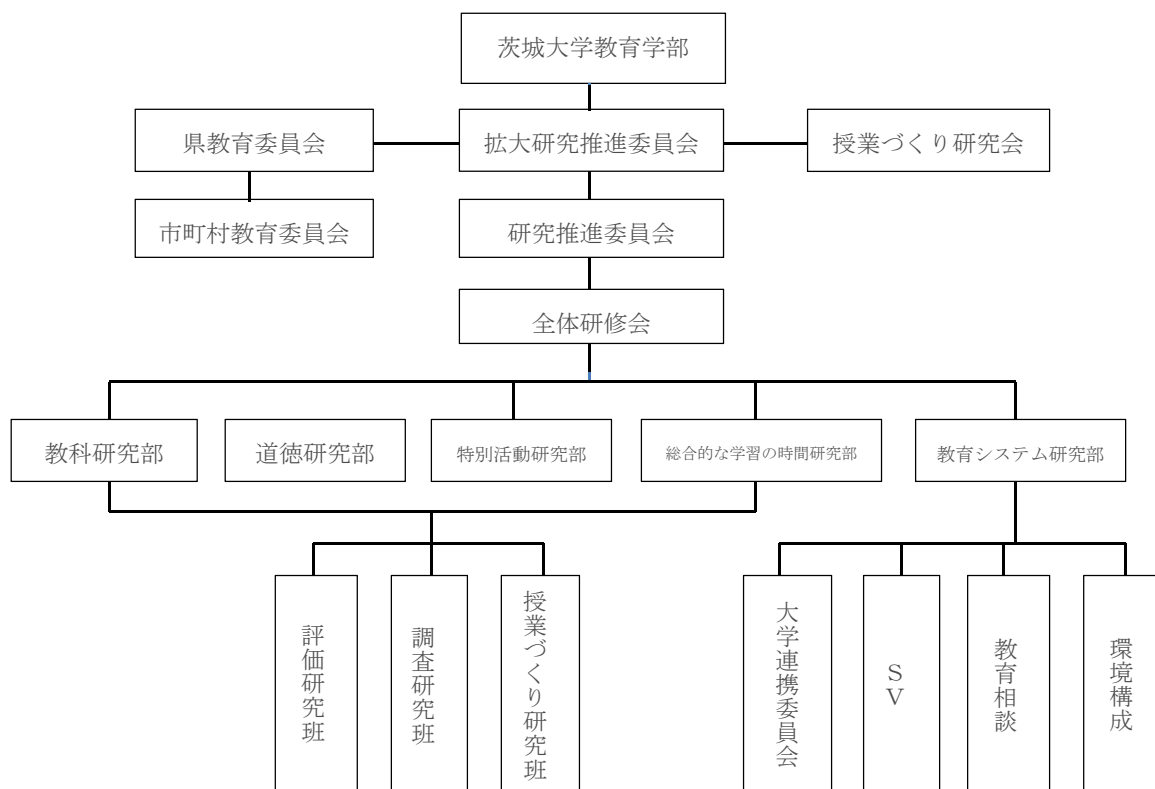 茨城大学教育学部
県教育委員会
拡大研究推進委員会
授業づくり研究会
市町村教育委員会
研究推進委員会
全体研修会
教科研究部
道徳研究部
特別活動研究部
総合的な学習の時間研究部
教育システム研究部
評価研究班
調査研究班
授業づくり研究班
大学連携委員会
SV
教育相談
環境構成